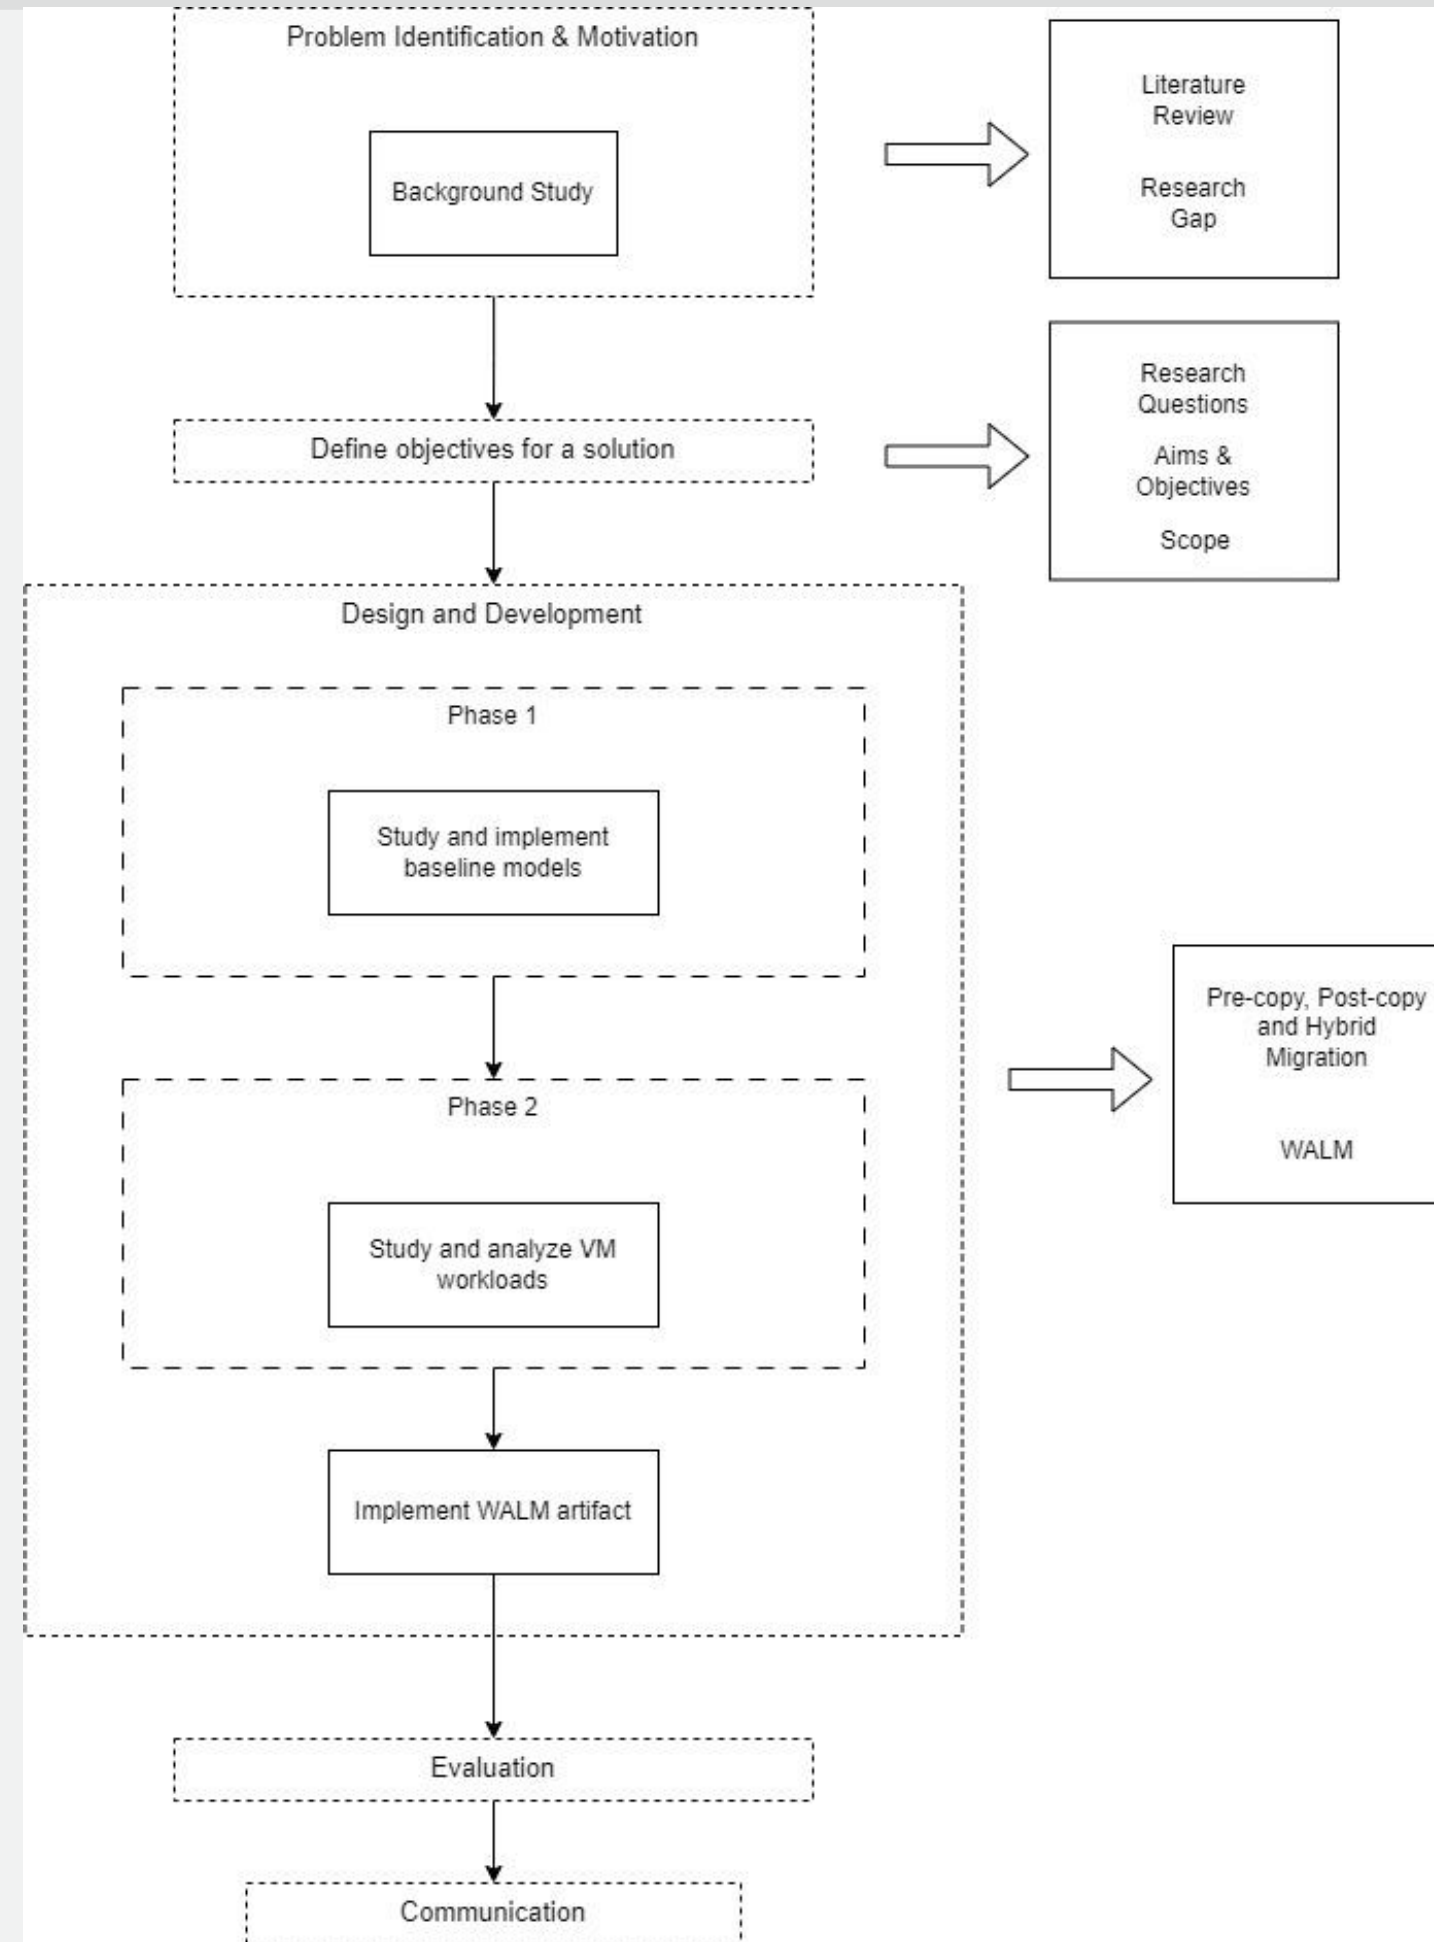 Problem Identification & Motivation
Background Study
Literature
Review
Research
Gap
Define objectives for a solution
Research
Questions
Aims &
Objectives
Scope
Design and Development
Phase 1
Study and implement
baseline models
Phase 2
Study and analyze VM
workloads
Implement WALM artifact
Pre-copy, Post-copy
and Hybrid
Migration
WALM
Evaluation
Communication